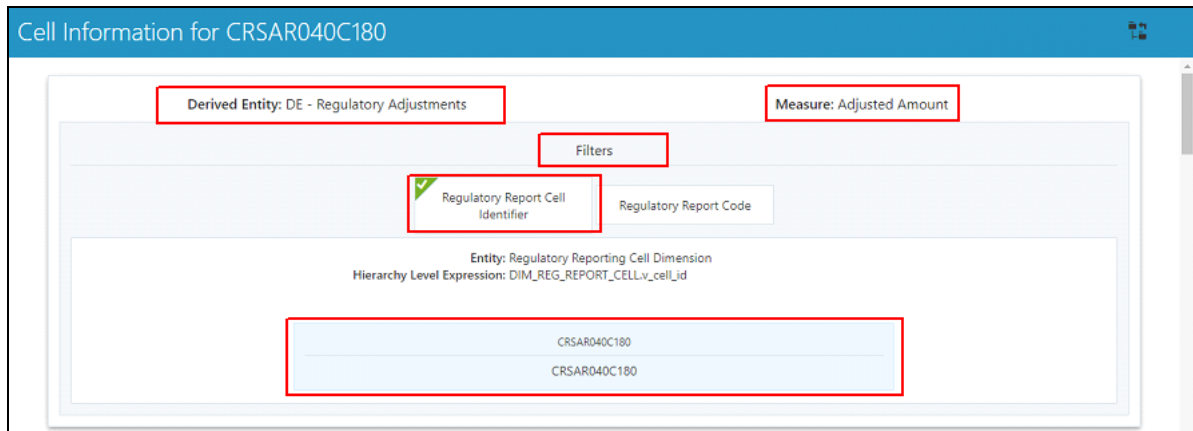 Cell Information for CRSAR040C180
Derived Entity: DE - Regulatory Adjustments
Measure: Adjusted Amount
Filters
Regulatory Report Cell
Identifier
Regulatory Report Code
Entity: Regulatory Reporting Cell Dimension
Hierarchy Level Expression: DIM_REG_REPORT_CELL.v_cell_id
CRSAR040C180
CRSAR040C180